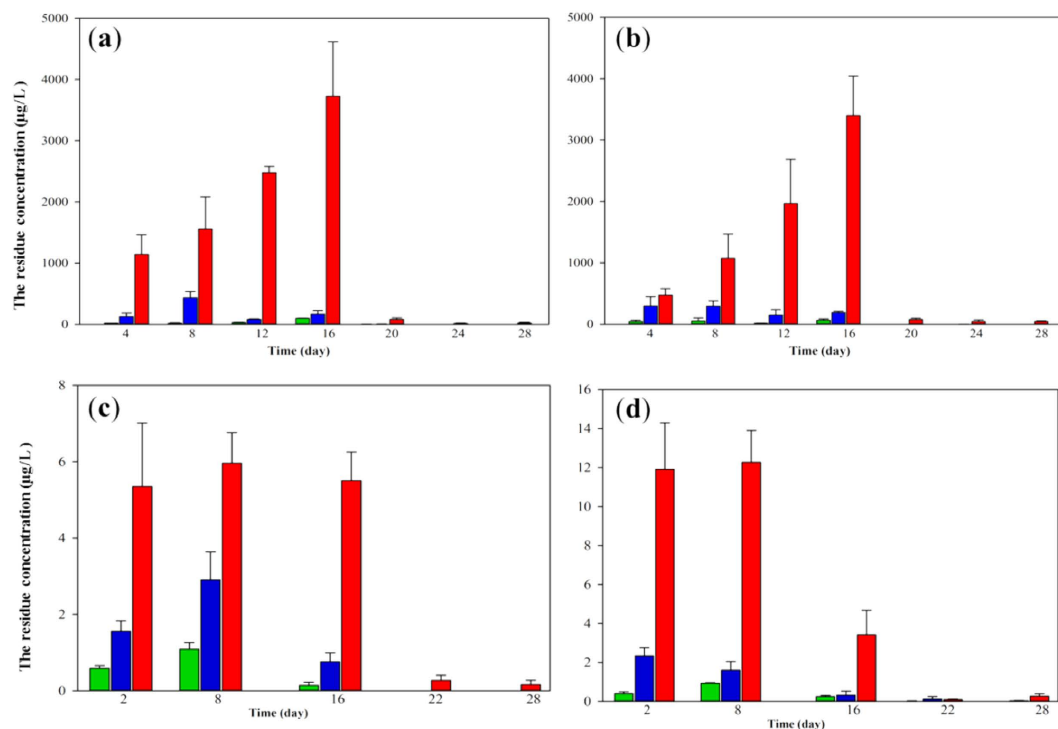 (a)
The residue concentration (µg/L)
5000
4000
3000
2000
1000
0
4 8 12 16 20 24 28
Time (day)
(b)
5000
4000
3000
2000
1000
0
4 8 12 16 20 24 28
Time (day)
(c)
The residue concentration (µg/L)
8
6
4
2
0
2 8 16 22 28
Time (day)
(d)
16
14
12
10
8
6
4
2
0
2 8 16 22 28
Time (day)